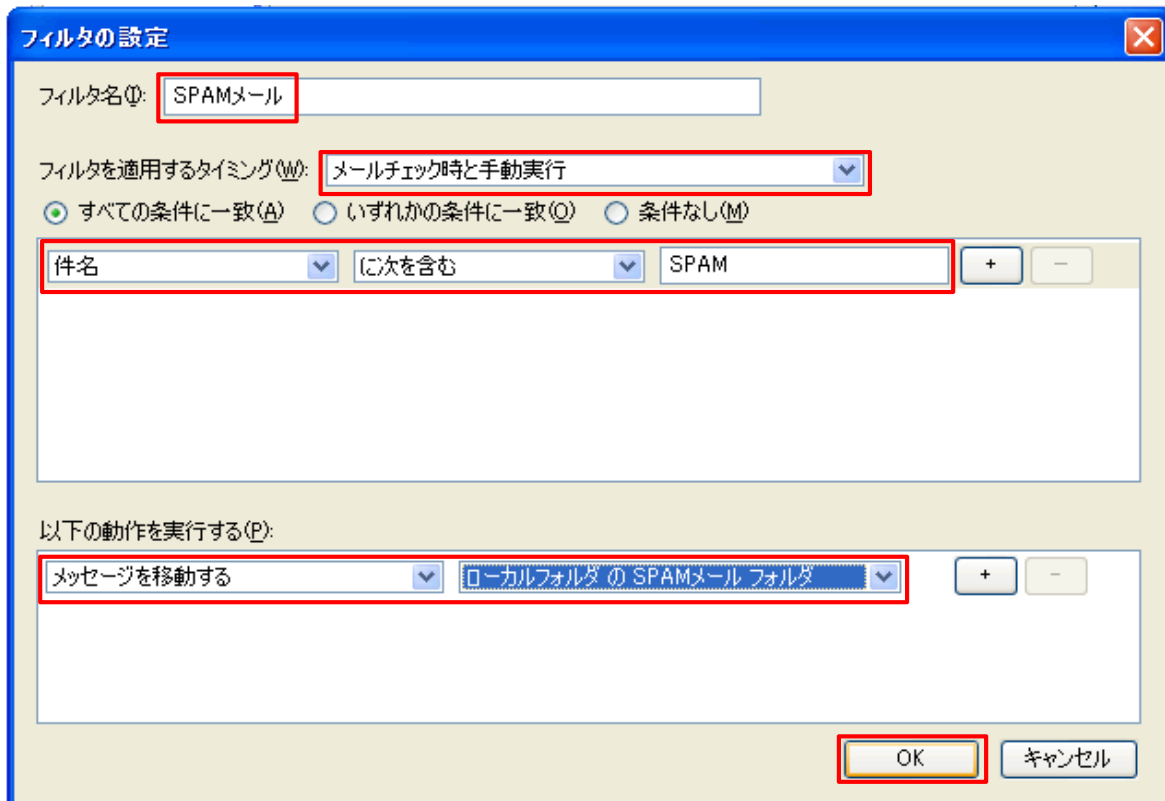 フィルタの設定
フィルタ名(I): SPAMメール
フィルタを適用するタイミング(W): メールチェック時と手動実行
すべての条件に一致(A) いずれかの条件に一致(O) 条件なし(M)
件名 に次を含む SPAM + −
以下の動作を実行する(P):
メッセージを移動する ローカルフォルダ の SPAMメール フォルダ + −
OK キャンセル